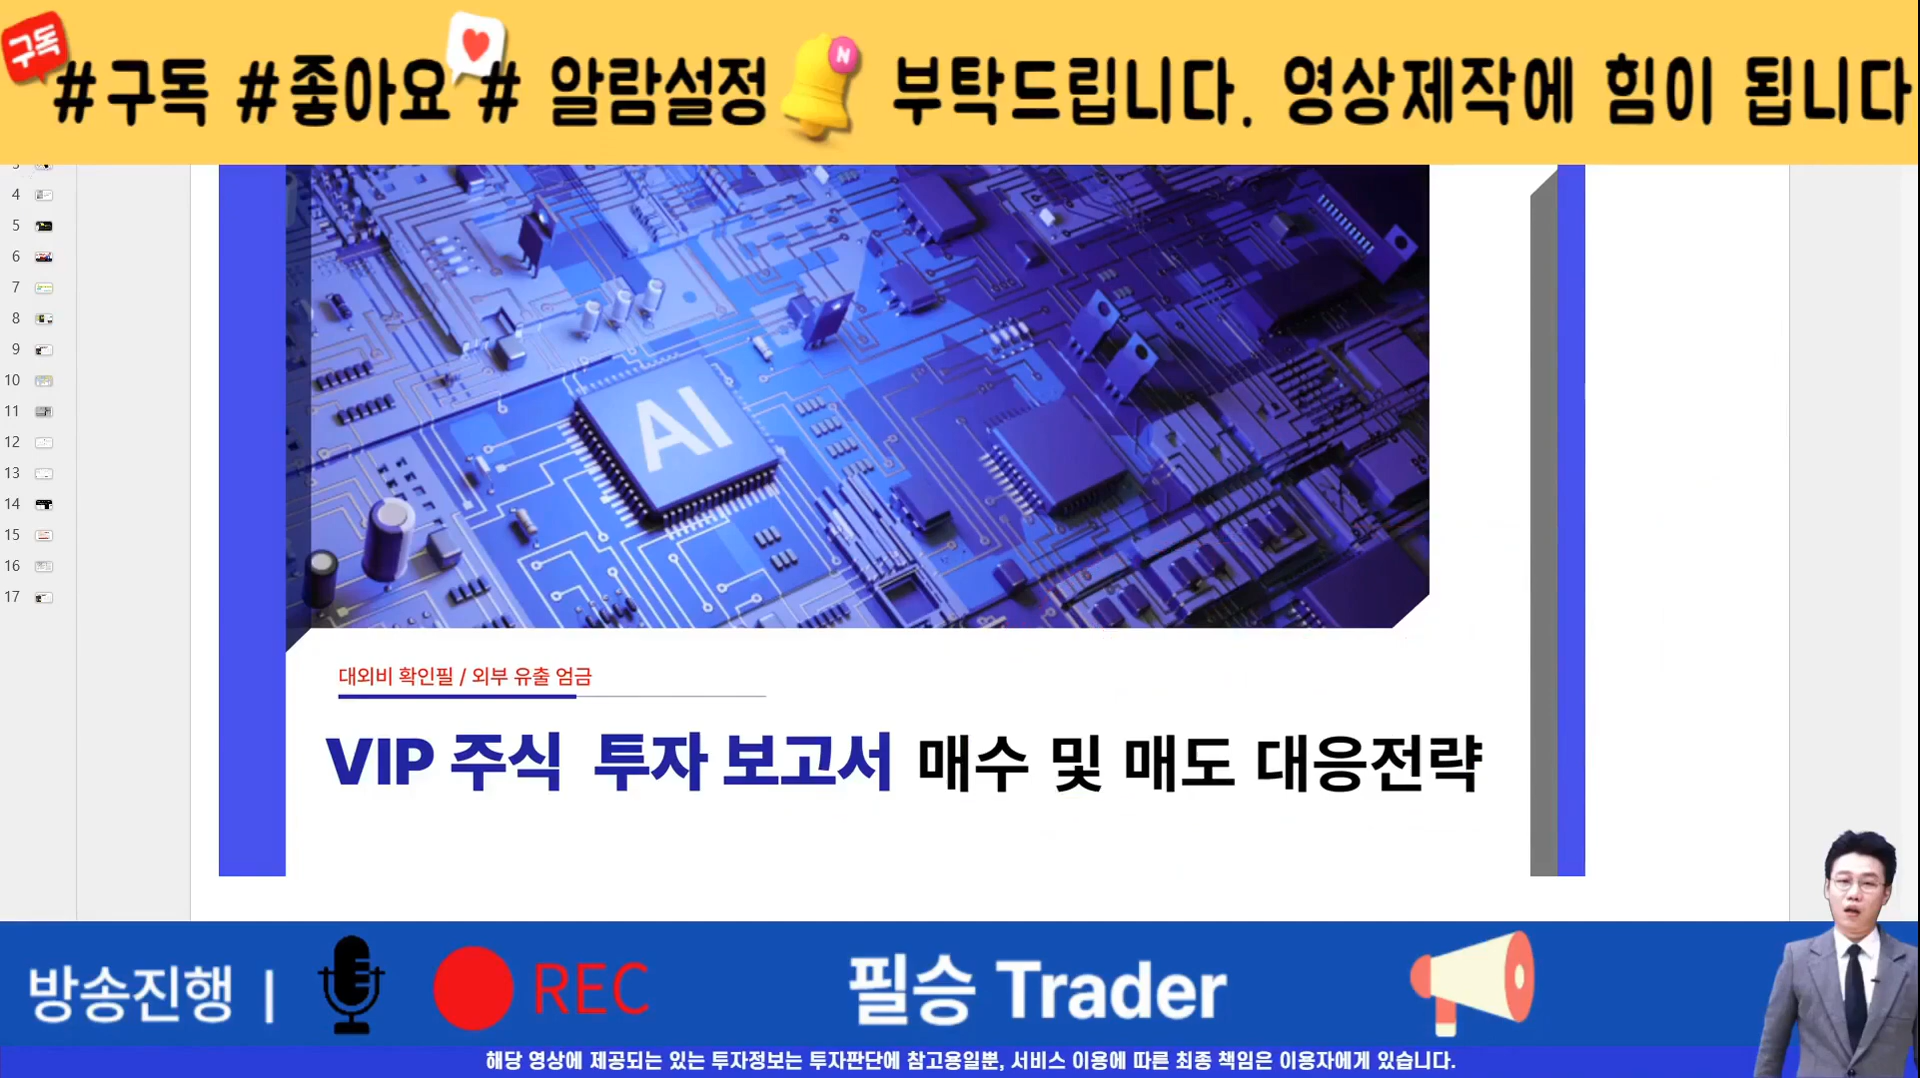 구독
#구독 #좋아요 # 알람설정 N 부탁드립니다. 영상제작에 힘이 됩니다
4
5
6
7
8
9
10
11
12
13
14
15
16
17
AI
대외비 확인필 / 외부 유출 엄금
VIP 주식 투자 보고서 매수 및 매도 대응전략
방송진행 | REC 필승 Trader
해당 영상에 제공되는 있는 투자정보는 투자판단에 참고용일뿐, 서비스 이용에 따른 최종 책임은 이용자에게 있습니다.